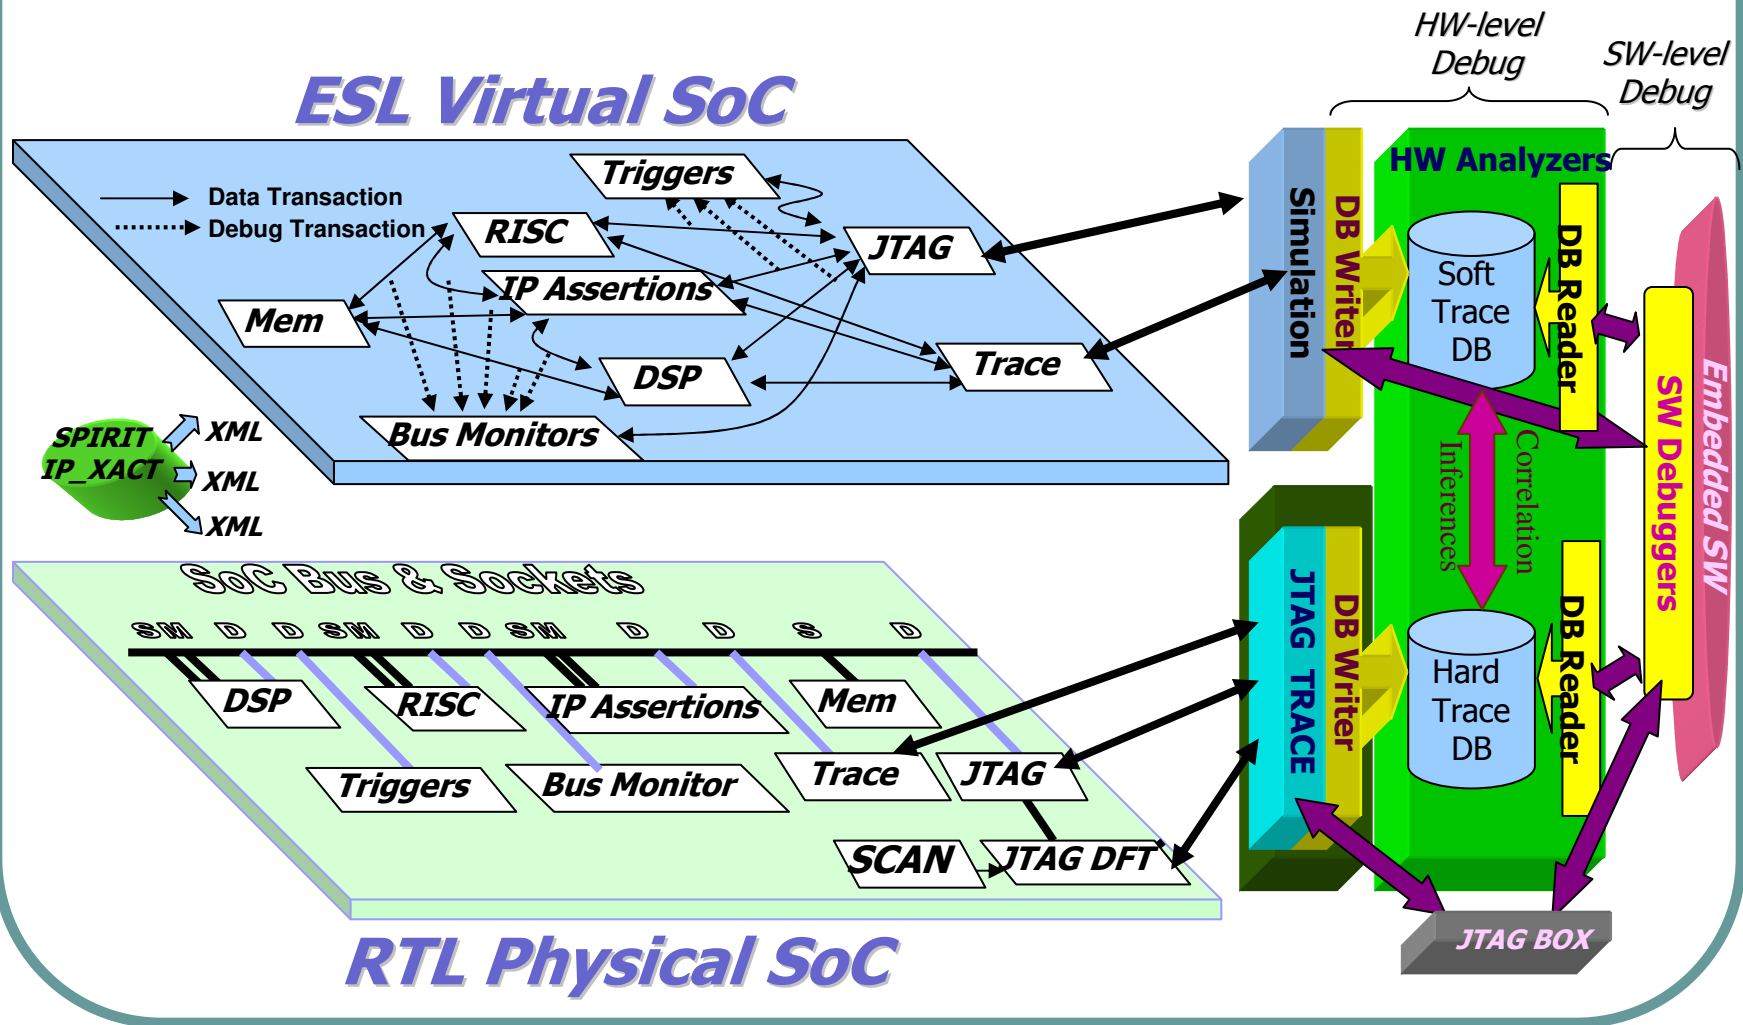 HW-level
Debug
SW-level
Debug
ESL Virtual SoC
Data Transaction
Debug Transaction
Triggers
RISC
JTAG
IP Assertions
Mem
DSP
Trace
Bus Monitors
SPIRIT
IP_XACT
XML
XML
XML
Simulation
DB Writer
HW Analyzers
Soft
Trace
DB
DB Reader
Correlation
Inferences
SW Debuggers
Embedded SW
SoC Bus & Sockets
SM D D SM D D SM D D S D
DSP
RISC
IP Assertions
Mem
Triggers
Bus Monitor
Trace
JTAG
SCAN
JTAG DFT
JTAG TRACE
DB Writer
Hard
Trace
DB
DB Reader
JTAG BOX
RTL Physical SoC